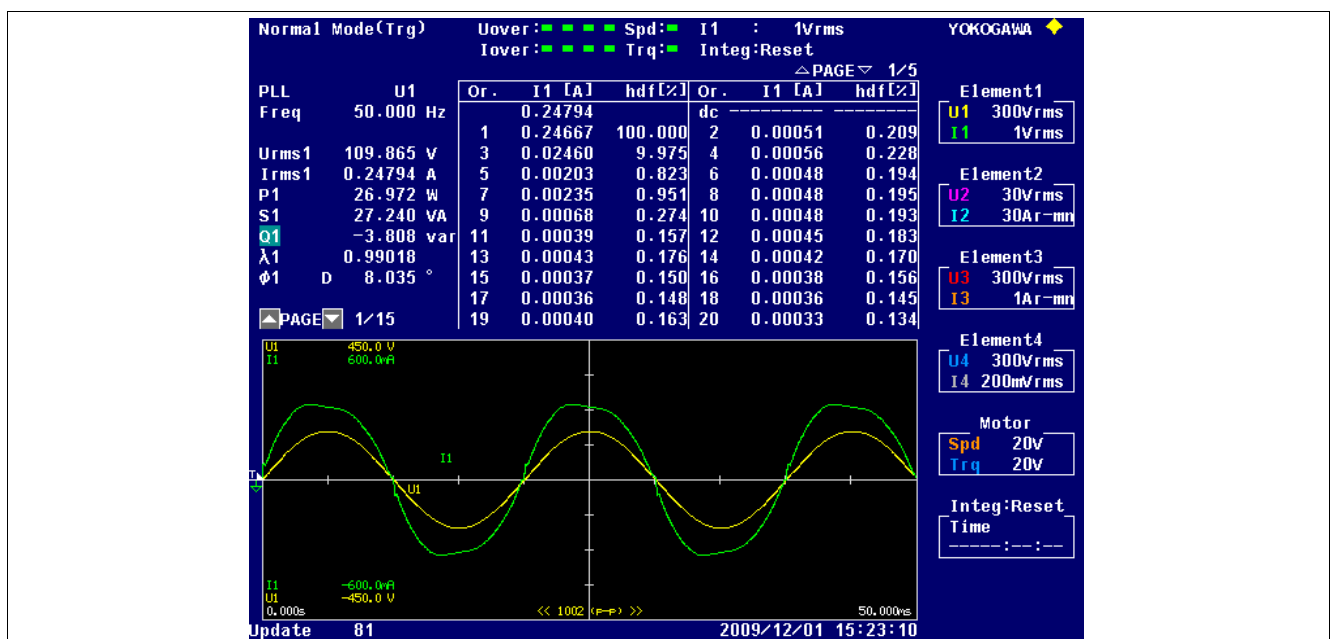 Normal Mode(Trg) Uover: Spd: I1 : 1Vrms YOKOGAWA
Iover: Trq: Integ:Reset
△PAGE▽ 1/5
PLL U1 Or. I1 [A] hdf[%] Or. I1 [A] hdf[%] Element1
Freq 50.000 Hz 0.24794 dc ---------- -------- U1 300Vrms
1 0.24667 100.000 2 0.00051 0.209 I1 1Vrms
Urms1 109.865 V 3 0.02460 9.975 4 0.00056 0.228
Irms1 0.24794 A 5 0.00203 0.823 6 0.00048 0.194 Element2
P1 26.972 W 7 0.00235 0.951 8 0.00048 0.195 U2 30Vrms
S1 27.240 VA 9 0.00068 0.274 10 0.00048 0.193 I2 30Ar-mn
Q1 -3.808 var 11 0.00039 0.157 12 0.00045 0.183
λ1 0.99018 13 0.00043 0.176 14 0.00042 0.170 Element3
φ1 D 8.035 ° 15 0.00037 0.150 16 0.00038 0.156 U3 300Vrms
17 0.00036 0.148 18 0.00036 0.145 I3 1Ar-mn
▲PAGE▼ 1/15 19 0.00040 0.163 20 0.00033 0.134
Element4
U1 450.0 V
I1 600.0mA
U4 300Vrms
I4 200mVrms
Motor
Spd 20V
I1
Trq 20V
T
U1
Integ:Reset
Time
-----:--:--
I1 -600.0mA
U1 -450.0 V
0.000s << 1002 (p-p) >> 50.000ms
Update 81 2009/12/01 15:23:10